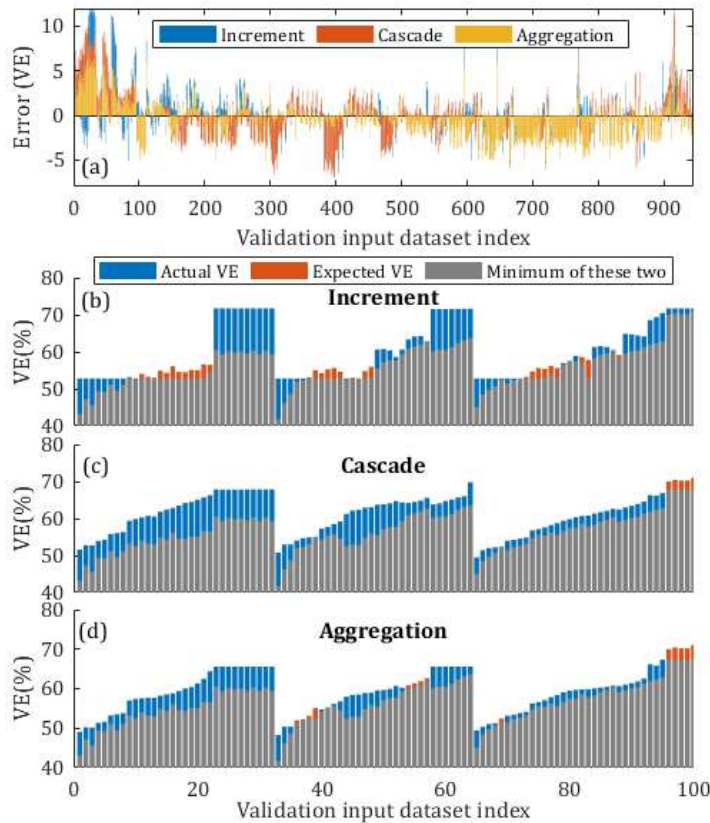 10
5
0
-5
Error (VE)
Increment Cascade Aggregation
(a)
0 100 200 300 400 500 600 700 800 900
Validation input dataset index
Actual VE Expected VE Minimum of these two
80
70
60
50
40
VE(%)
(b)
Increment
80
70
60
50
40
VE(%)
(c)
Cascade
80
70
60
50
40
VE(%)
(d)
Aggregation
0 20 40 60 80 100
Validation input dataset index